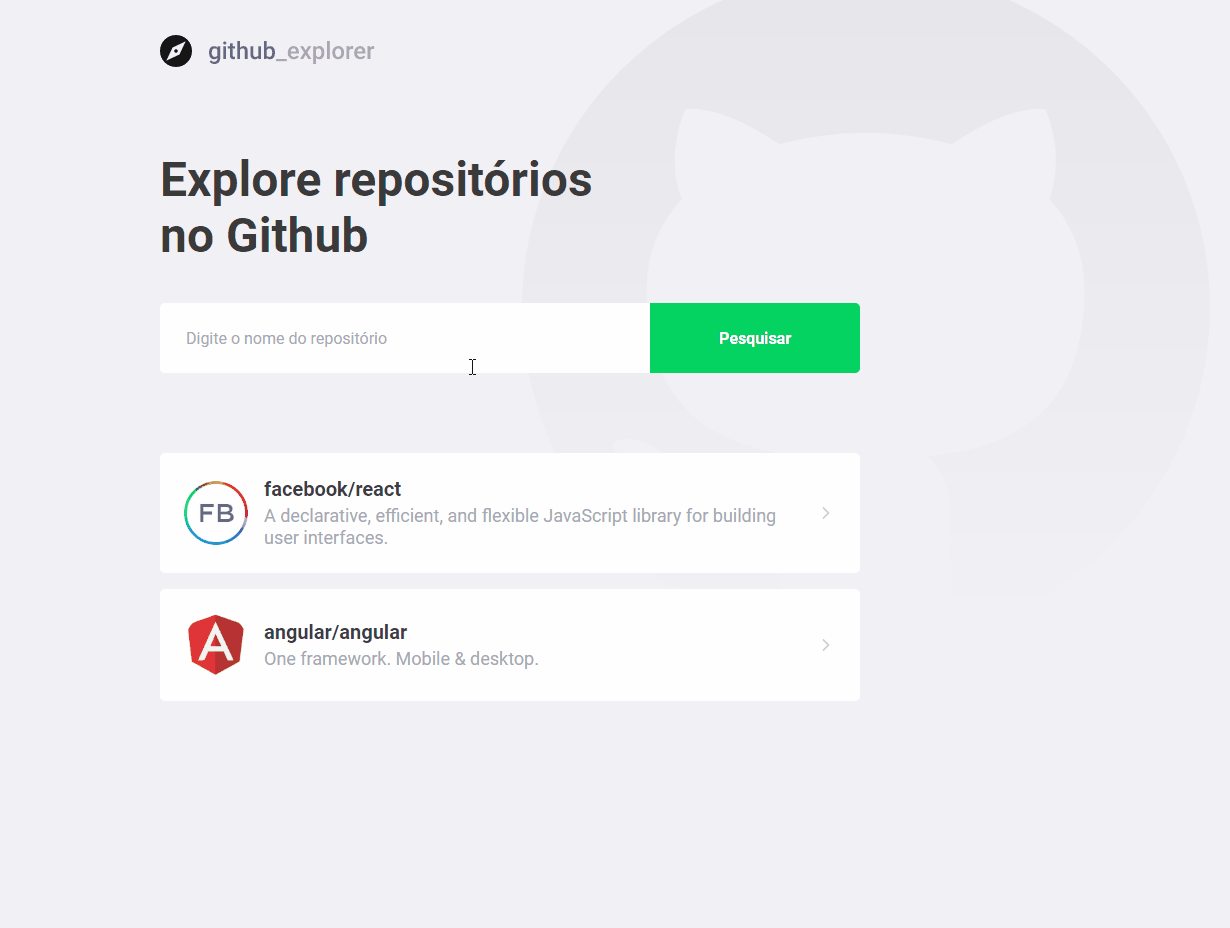 github_explorer
Explore repositórios
no Github
Digite o nome do repositório
Pesquisar
FB
facebook/react
A declarative, efficient, and flexible JavaScript library for building
user interfaces.
A
angular/angular
One framework. Mobile & desktop.